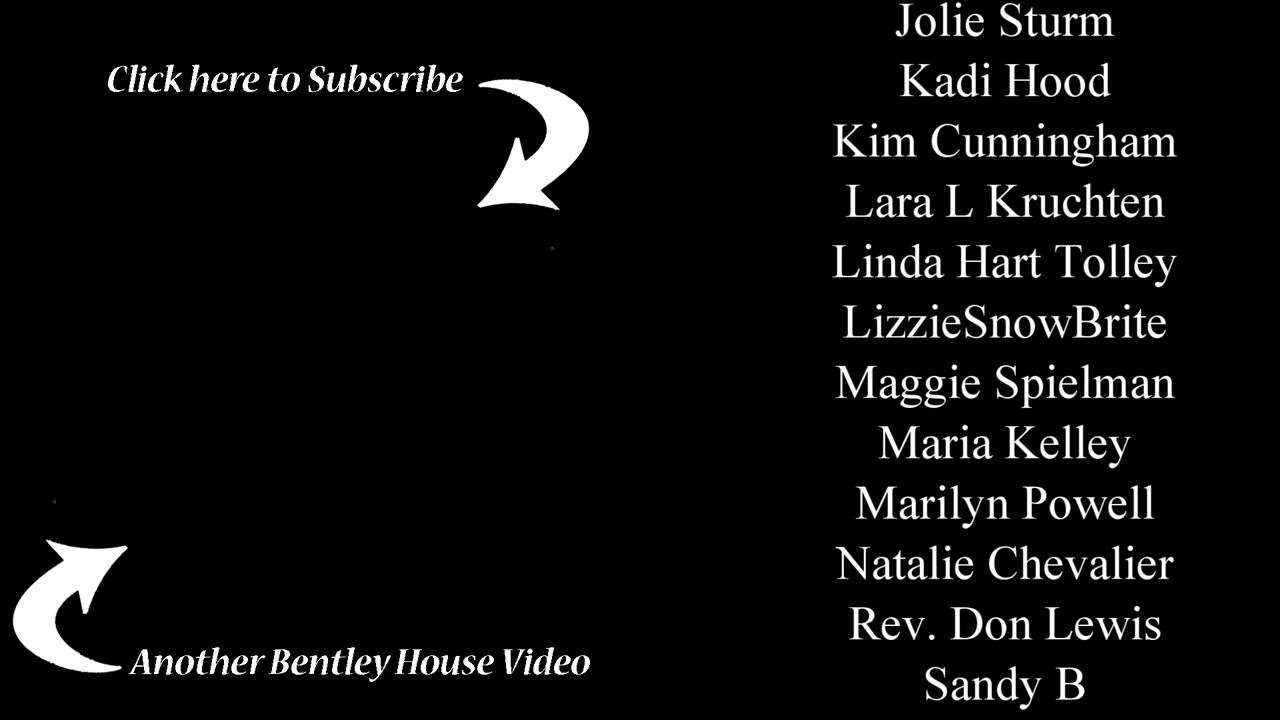 Click here to Subscribe
Another Bentley House Video
Jolie Sturm
Kadi Hood
Kim Cunningham
Lara L Kruchten
Linda Hart Tolley
LizzieSnowBrite
Maggie Spielman
Maria Kelley
Marilyn Powell
Natalie Chevalier
Rev. Don Lewis
Sandy B